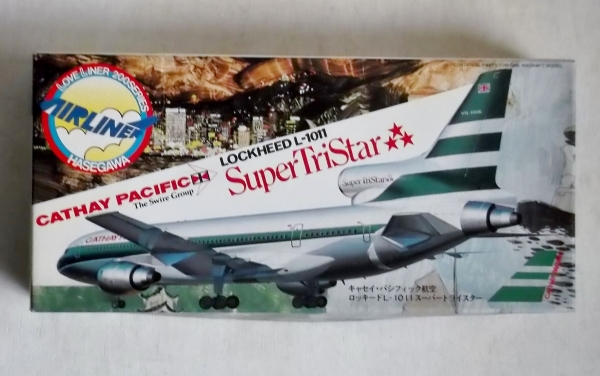 LOVE LINER 200 SERIES
AIRLINER
HASEGAWA
LOCKHEED L-1011
SuperTriStar
CATHAY PACIFIC
The Swire Group
SuperTriStar
CATHAY
キャセイ・パシフィック航空
ロッキードL-1011スーパートライスター